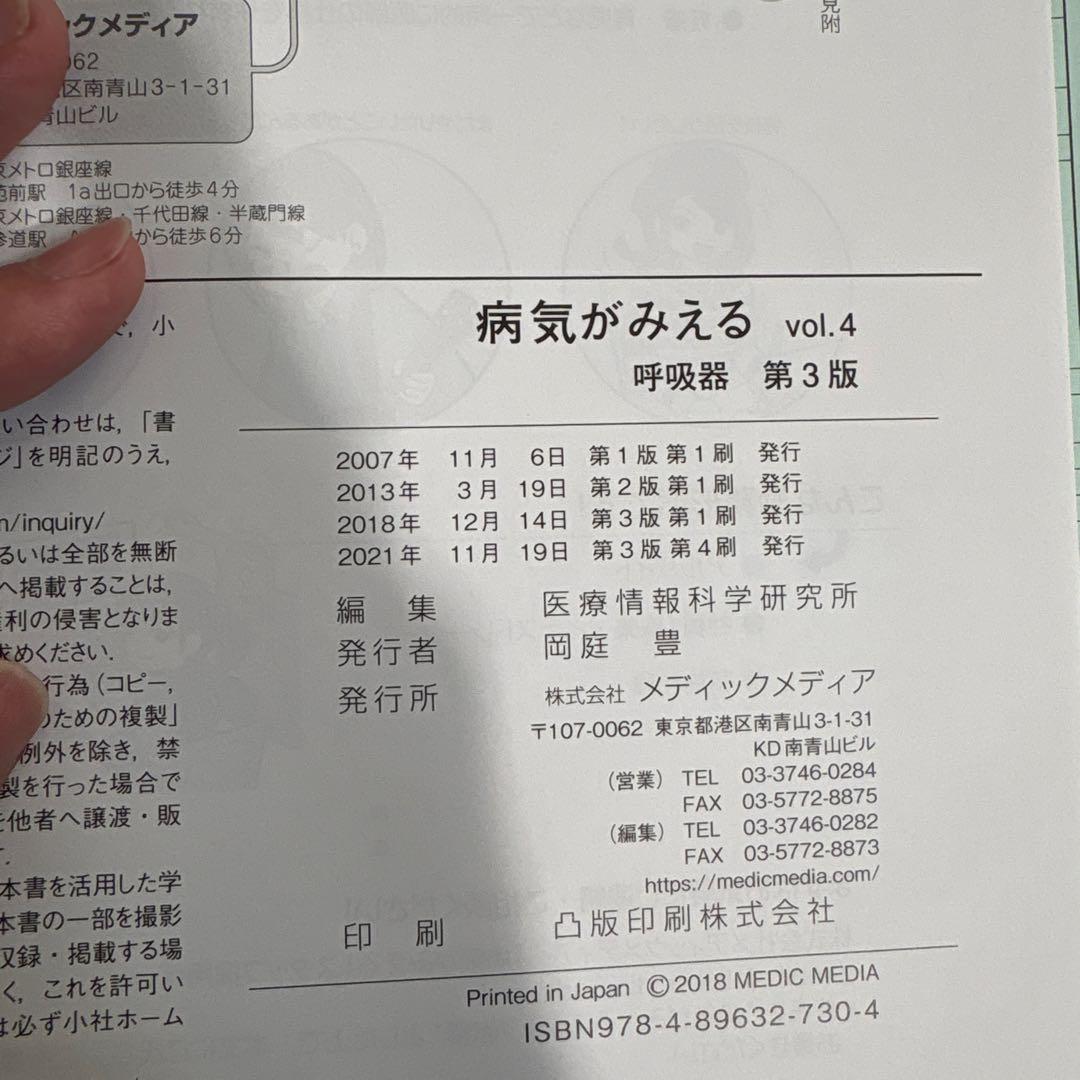 ックメディア
062
区南青山3-1-31
青山ビル
メトロ銀座線
前駅 1a出口から徒歩4分
メトロ銀座線・千代田線・半蔵門線
参道駅 から徒歩6分
見附
小
い合わせは,「書
ジ」を明記のうえ,
n/inquiry/
るいは全部を無断
へ掲載することは,
権利の侵害となりま
求めください.
行為(コピー,
のための複製」
例外を除き, 禁
製を行った場合で
を他者へ譲渡・販
本書を活用した学
本書の一部を撮影
収録・掲載する場
く, これを許可い
は必ず小社ホーム
病気がみえる vol.4
呼吸器 第3版
2007年 11月 6日 第1版 第1刷 発行
2013年 3月 19日 第2版 第1刷 発行
2018年 12月 14日 第3版 第1刷 発行
2021年 11月 19日 第3版 第4刷 発行
編 集 医療情報科学研究所
発行者 岡庭 豊
発行所 株式会社 メディックメディア
〒107-0062 東京都港区南青山3-1-31
KD南青山ビル
(営業) TEL 03-3746-0284
FAX 03-5772-8875
(編集) TEL 03-3746-0282
FAX 03-5772-8873
https://medicmedia.com/
印 刷 凸版印刷株式会社
Printed in Japan © 2018 MEDIC MEDIA
ISBN978-4-89632-730-4